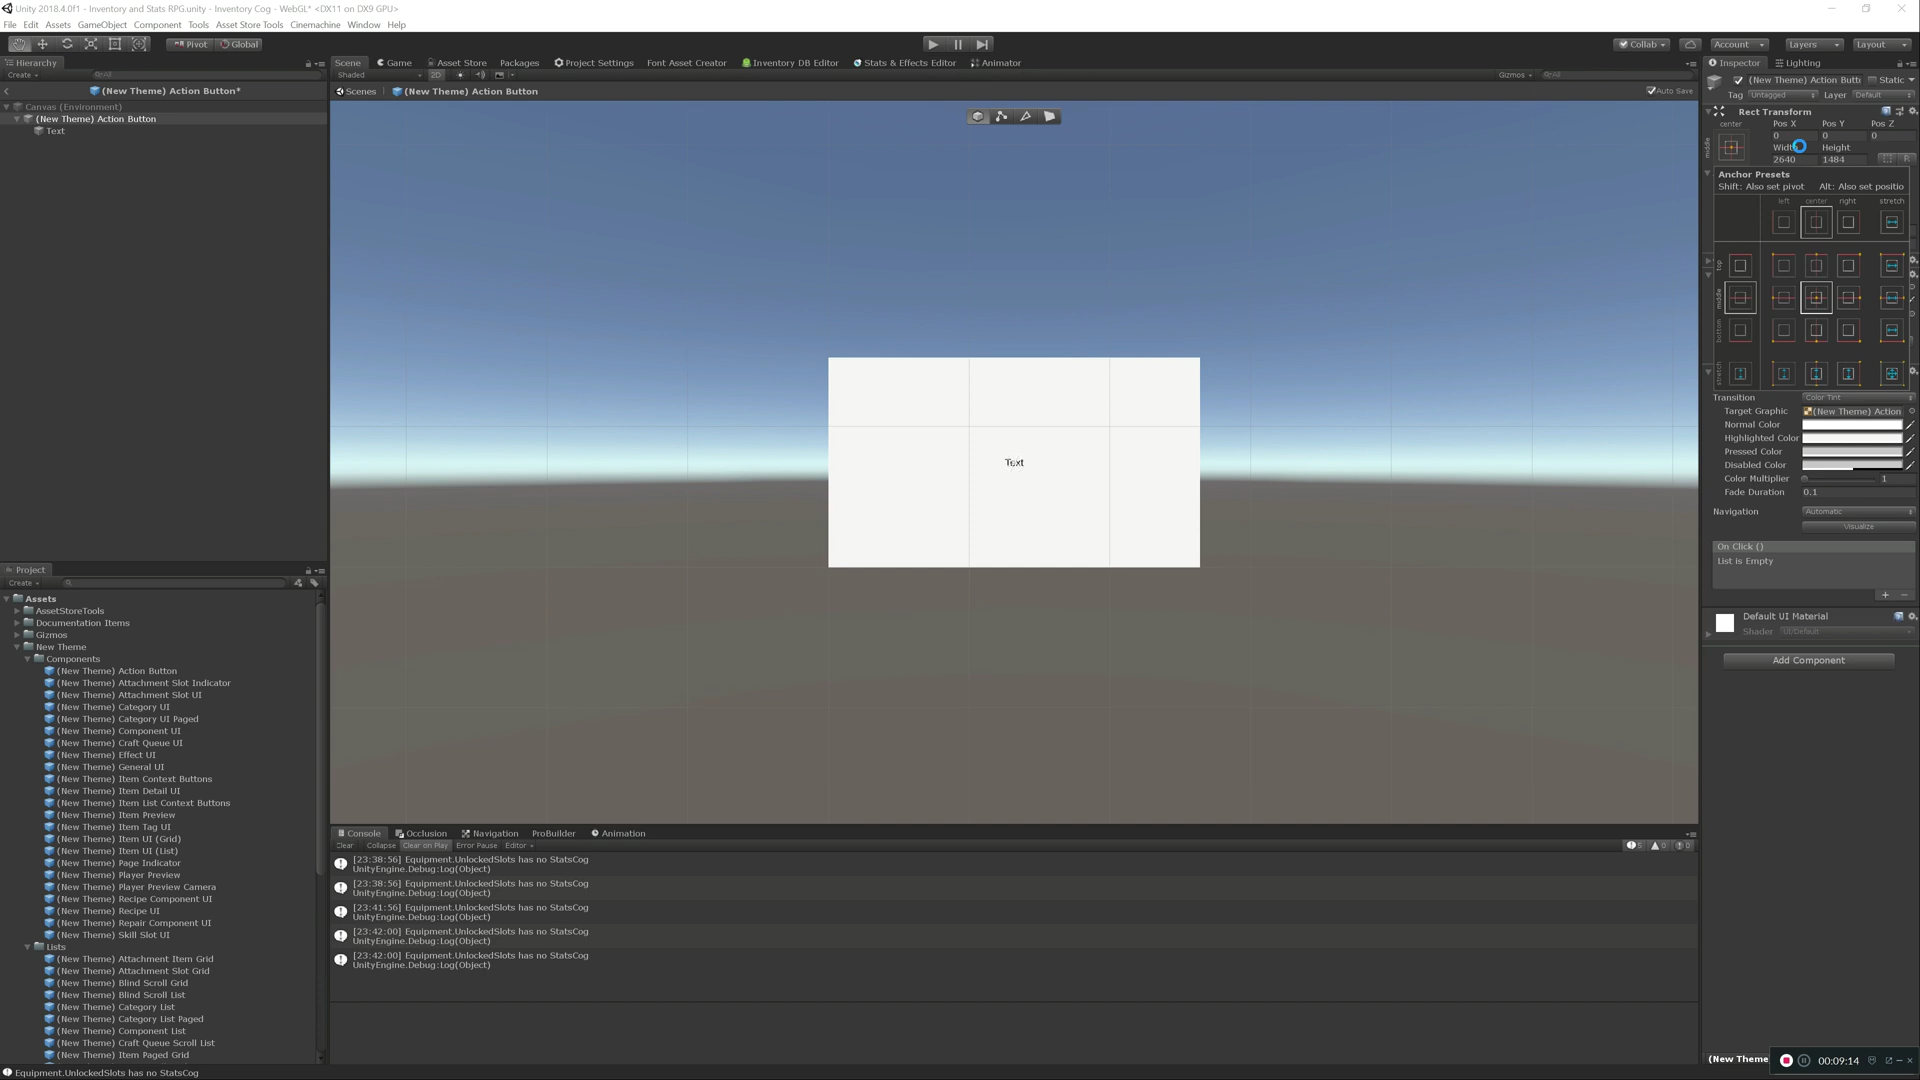 Unity 2018.4.0f1 - Inventory and Stats RPG.unity - Inventory Cog - WebGL* <DX11 on DX9 GPU>
File Edit Assets GameObject Component Tools Asset Store Tools Cinemachine Window Help
Pivot Global
Collab Account Layers Layout
Hierarchy
Create All
(New Theme) Action Button*
Canvas (Environment)
(New Theme) Action Button
Text
Scene Game Asset Store Packages Project Settings Font Asset Creator Inventory DB Editor Stats & Effects Editor Animator
Shaded 2D Gizmos All
Scenes (New Theme) Action Button Auto Save
Text
Inspector Lighting
(New Theme) Action Butt Static
Tag Untagged Layer Default
Rect Transform
center Pos X Pos Y Pos Z
middle 0 0 0
Width Height
2640 1484 R
Anchor Presets
Shift: Also set pivot Alt: Also set positio
left center right stretch
top
middle
bottom
stretch
Transition Color Tint
Target Graphic (New Theme) Action
Normal Color
Highlighted Color
Pressed Color
Disabled Color
Color Multiplier 1
Fade Duration 0.1
Navigation Automatic
Visualize
On Click ()
List is Empty
Default UI Material
Shader UI/Default
Add Component
Project
Create
Assets
AssetStoreTools
Documentation Items
Gizmos
New Theme
Components
(New Theme) Action Button
(New Theme) Attachment Slot Indicator
(New Theme) Attachment Slot UI
(New Theme) Category UI
(New Theme) Category UI Paged
(New Theme) Component UI
(New Theme) Craft Queue UI
(New Theme) Effect UI
(New Theme) General UI
(New Theme) Item Context Buttons
(New Theme) Item Detail UI
(New Theme) Item List Context Buttons
(New Theme) Item Preview
(New Theme) Item Tag UI
(New Theme) Item UI (Grid)
(New Theme) Item UI (List)
(New Theme) Page Indicator
(New Theme) Player Preview
(New Theme) Player Preview Camera
(New Theme) Recipe Component UI
(New Theme) Recipe UI
(New Theme) Repair Component UI
(New Theme) Skill Slot UI
Lists
(New Theme) Attachment Item Grid
(New Theme) Attachment Slot Grid
(New Theme) Blind Scroll Grid
(New Theme) Blind Scroll List
(New Theme) Category List
(New Theme) Category List Paged
(New Theme) Component List
(New Theme) Craft Queue Scroll List
(New Theme) Item Paged Grid
Console Occlusion Navigation ProBuilder Animation
Clear Collapse Clear on Play Error Pause Editor 5 0 0
[23:38:56] Equipment.UnlockedSlots has no StatsCog
UnityEngine.Debug:Log(Object)
[23:38:56] Equipment.UnlockedSlots has no StatsCog
UnityEngine.Debug:Log(Object)
[23:41:56] Equipment.UnlockedSlots has no StatsCog
UnityEngine.Debug:Log(Object)
[23:42:00] Equipment.UnlockedSlots has no StatsCog
UnityEngine.Debug:Log(Object)
[23:42:00] Equipment.UnlockedSlots has no StatsCog
UnityEngine.Debug:Log(Object)
(New Theme 00:09:14
Equipment.UnlockedSlots has no StatsCog